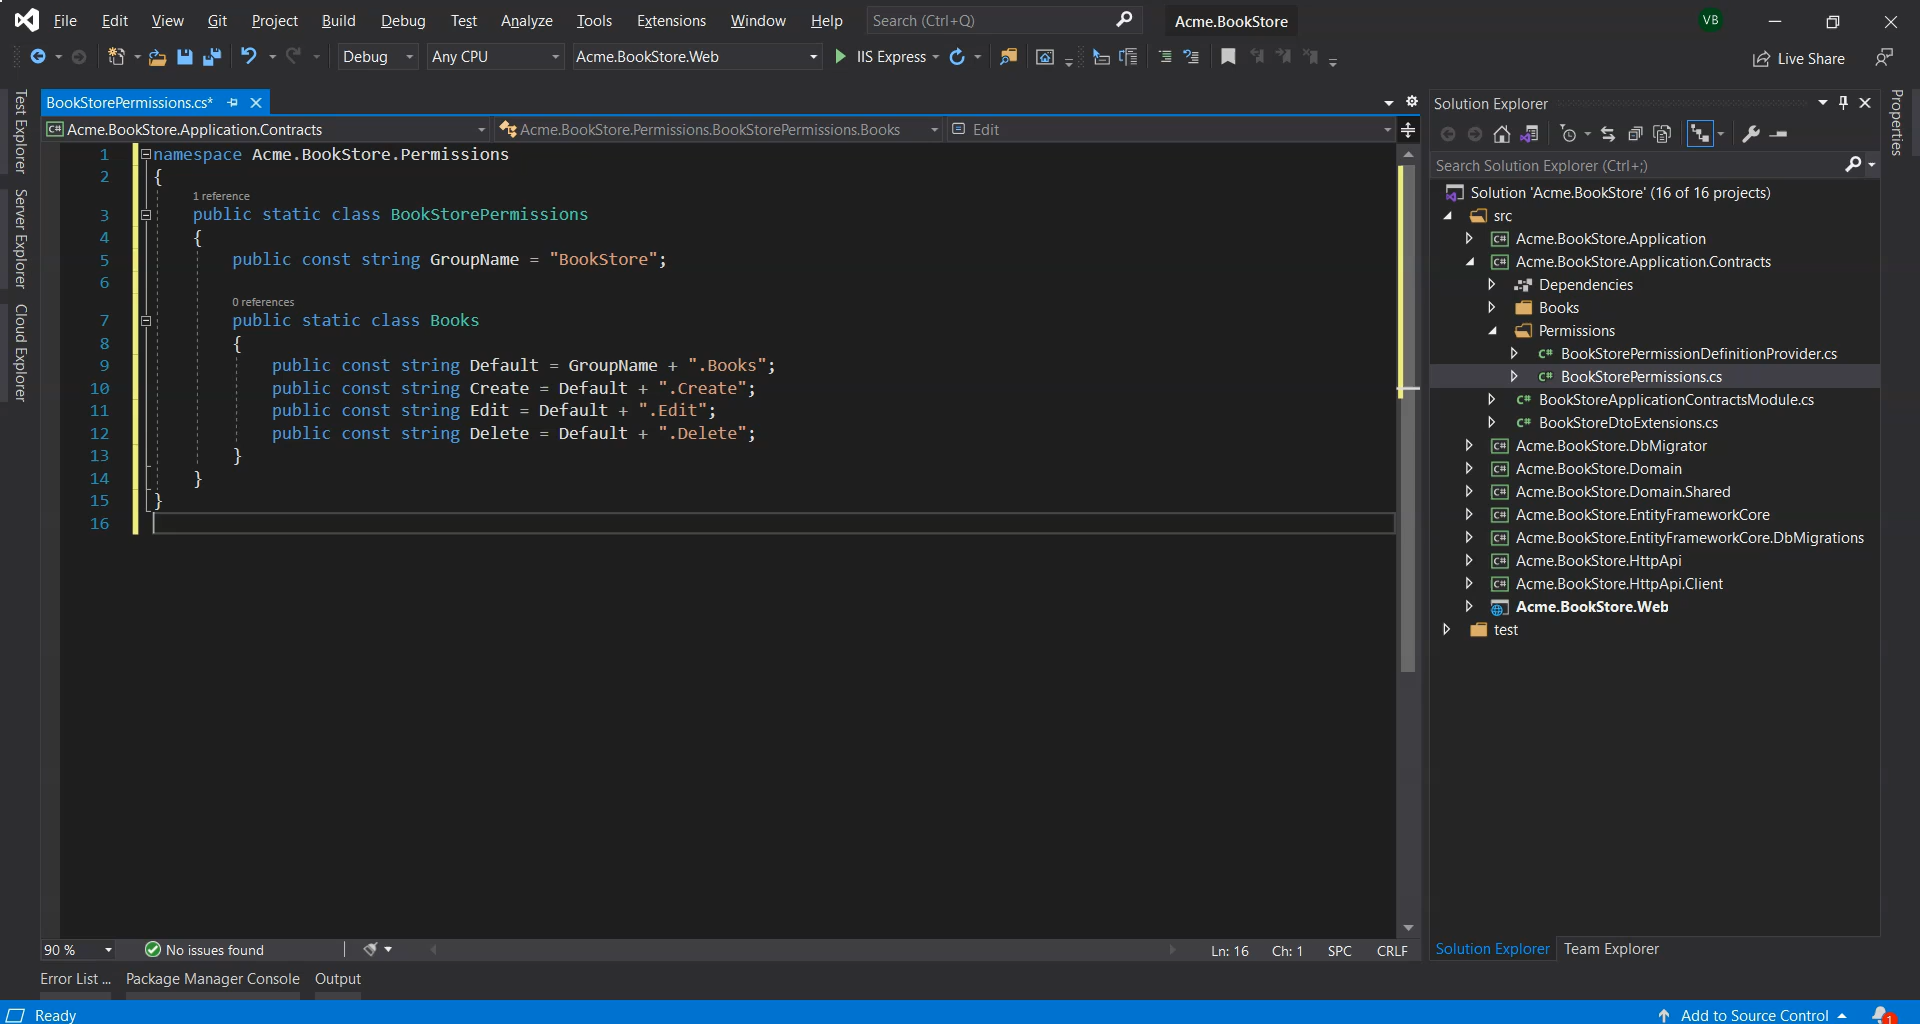 File Edit View Git Project Build Debug Test Analyze Tools Extensions Window Help Search (Ctrl+Q) Acme.BookStore VB
Debug Any CPU Acme.BookStore.Web IIS Express Live Share
Test Explorer
Server Explorer
Cloud Explorer
BookStorePermissions.cs*
Acme.BookStore.Application.Contracts Acme.BookStore.Permissions.BookStorePermissions.Books Edit
1 namespace Acme.BookStore.Permissions
2 {
1 reference
3 public static class BookStorePermissions
4 {
5 public const string GroupName = "BookStore";
6
0 references
7 public static class Books
8 {
9 public const string Default = GroupName + ".Books";
10 public const string Create = Default + ".Create";
11 public const string Edit = Default + ".Edit";
12 public const string Delete = Default + ".Delete";
13 }
14 }
15 }
16
90 % No issues found Ln: 16 Ch: 1 SPC CRLF
Solution Explorer
Search Solution Explorer (Ctrl+;)
Solution 'Acme.BookStore' (16 of 16 projects)
src
C# Acme.BookStore.Application
C# Acme.BookStore.Application.Contracts
Dependencies
Books
Permissions
C# BookStorePermissionDefinitionProvider.cs
C# BookStorePermissions.cs
C# BookStoreApplicationContractsModule.cs
C# BookStoreDtoExtensions.cs
C# Acme.BookStore.DbMigrator
C# Acme.BookStore.Domain
C# Acme.BookStore.Domain.Shared
C# Acme.BookStore.EntityFrameworkCore
C# Acme.BookStore.EntityFrameworkCore.DbMigrations
C# Acme.BookStore.HttpApi
C# Acme.BookStore.HttpApi.Client
Acme.BookStore.Web
test
Solution Explorer Team Explorer
Properties
Error List ... Package Manager Console Output
Ready Add to Source Control 1